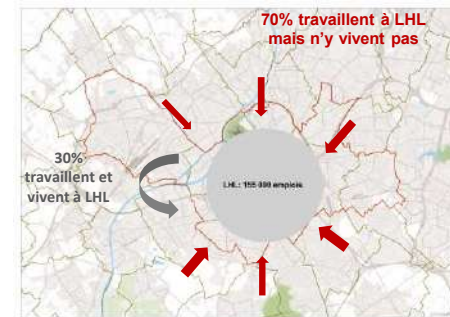 70% travaillent à LHL
mais n'y vivent pas
30%
travaillent et
vivent à LHL
LHL: 155 000 emplois